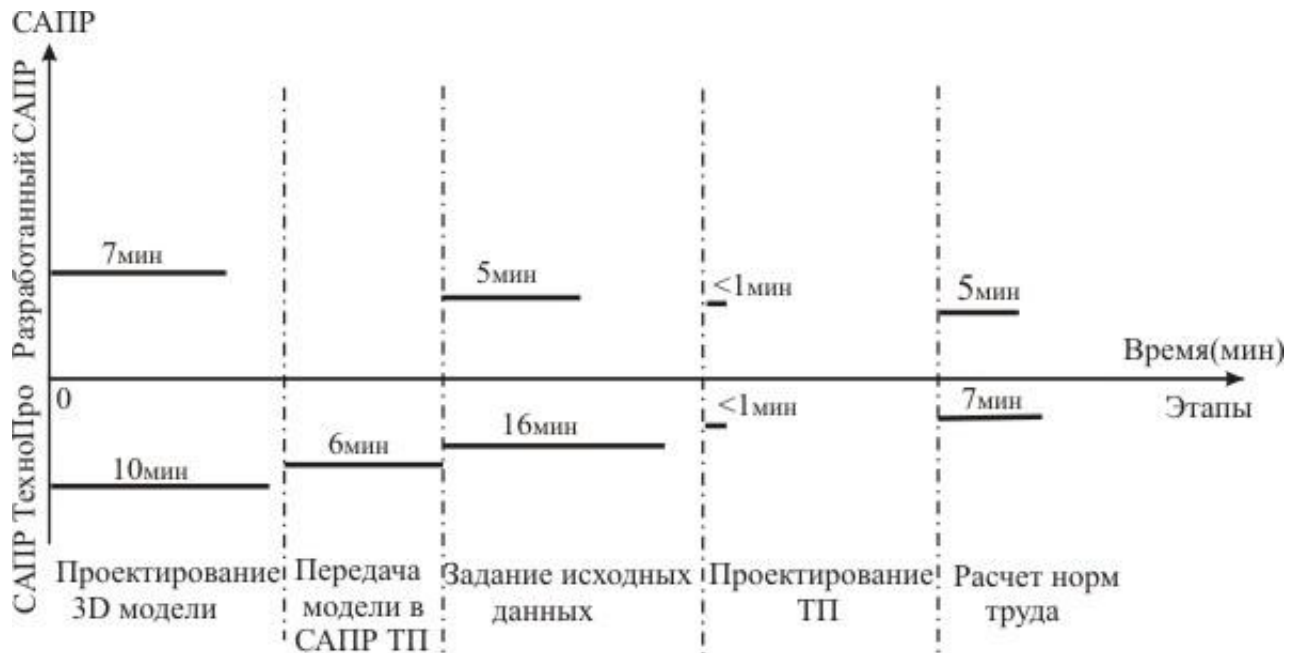 САПР
Разработанный САПР
7мин
5мин
<1мин
5мин
Время(мин)
0
Этапы
САПР ТехноПро
10мин
6мин
16мин
<1мин
7мин
Проектирование
3D модели
Передача
модели в
САПР ТП
Задание исходных
данных
Проектирование
ТП
Расчет норм
труда